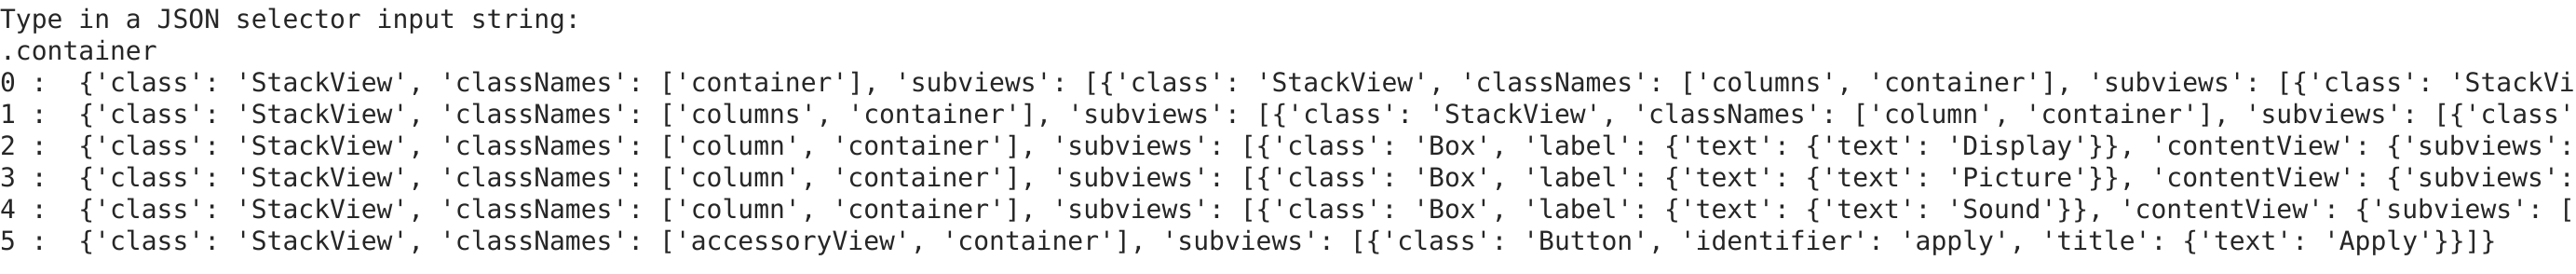 Type in a JSON selector input string:
.container
0 :  {'class': 'StackView', 'classNames': ['container'], 'subviews': [{'class': 'StackView', 'classNames': ['columns', 'container'], 'subviews': [{'class': 'StackVi
1 :  {'class': 'StackView', 'classNames': ['columns', 'container'], 'subviews': [{'class': 'StackView', 'classNames': ['column', 'container'], 'subviews': [{'class'
2 :  {'class': 'StackView', 'classNames': ['column', 'container'], 'subviews': [{'class': 'Box', 'label': {'text': {'text': 'Display'}}, 'contentView': {'subviews':
3 :  {'class': 'StackView', 'classNames': ['column', 'container'], 'subviews': [{'class': 'Box', 'label': {'text': {'text': 'Picture'}}, 'contentView': {'subviews':
4 :  {'class': 'StackView', 'classNames': ['column', 'container'], 'subviews': [{'class': 'Box', 'label': {'text': {'text': 'Sound'}}, 'contentView': {'subviews': [
5 :  {'class': 'StackView', 'classNames': ['accessoryView', 'container'], 'subviews': [{'class': 'Button', 'identifier': 'apply', 'title': {'text': 'Apply'}}]}